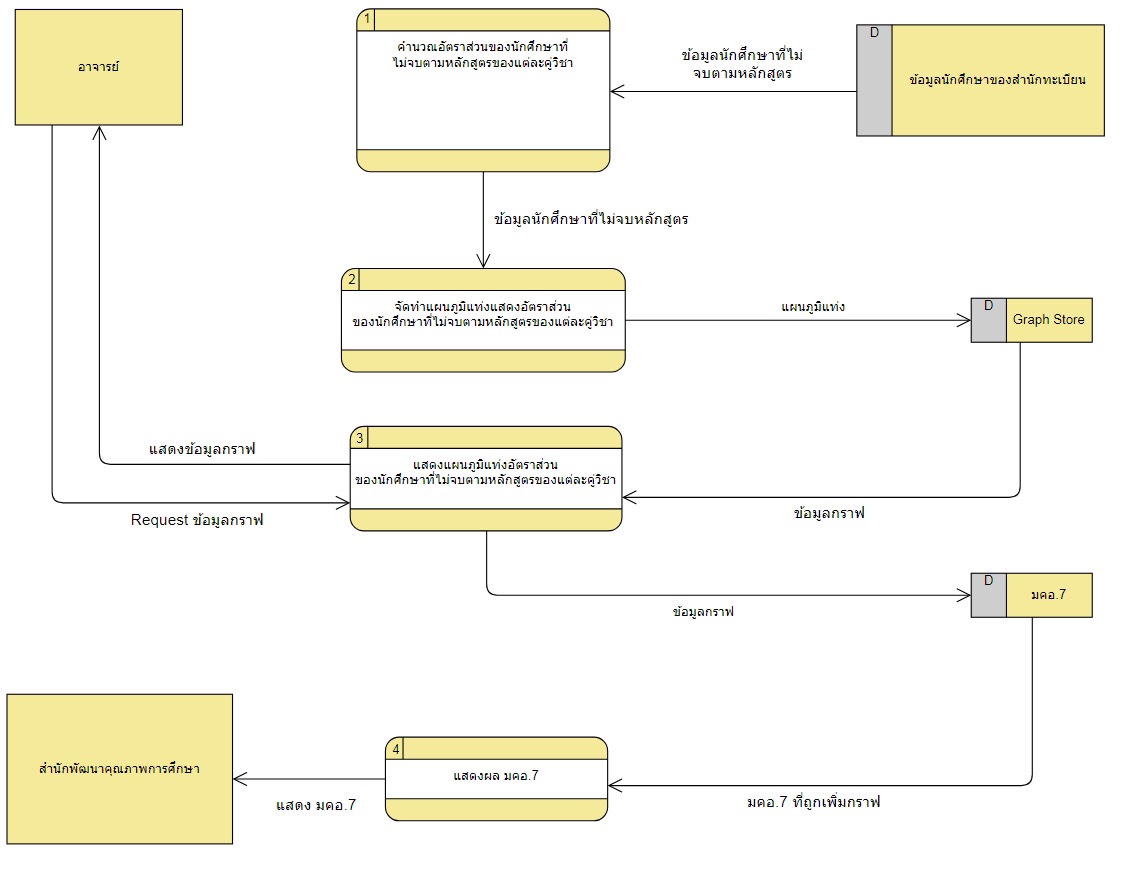 อาจารย์
1
คำนวณอัตราส่วนของนักศึกษาที่
ไม่จบตามหลักสูตรของแต่ละคู่วิชา
ข้อมูลนักศึกษาที่ไม่
จบตามหลักสูตร
D
ข้อมูลนักศึกษาของสำนักทะเบียน
ข้อมูลนักศึกษาที่ไม่จบหลักสูตร
2
จัดทำแผนภูมิแท่งแสดงอัตราส่วน
ของนักศึกษาที่ไม่จบตามหลักสูตรของแต่ละคู่วิชา
แผนภูมิแท่ง
D
Graph Store
แสดงข้อมูลกราฟ
3
แสดงแผนภูมิแท่งอัตราส่วน
ของนักศึกษาที่ไม่จบตามหลักสูตรของแต่ละคู่วิชา
Request ข้อมูลกราฟ
ข้อมูลกราฟ
ข้อมูลกราฟ
D
มคอ.7
สำนักพัฒนาคุณภาพการศึกษา
4
แสดงผล มคอ.7
แสดง มคอ.7
มคอ.7 ที่ถูกเพิ่มกราฟ